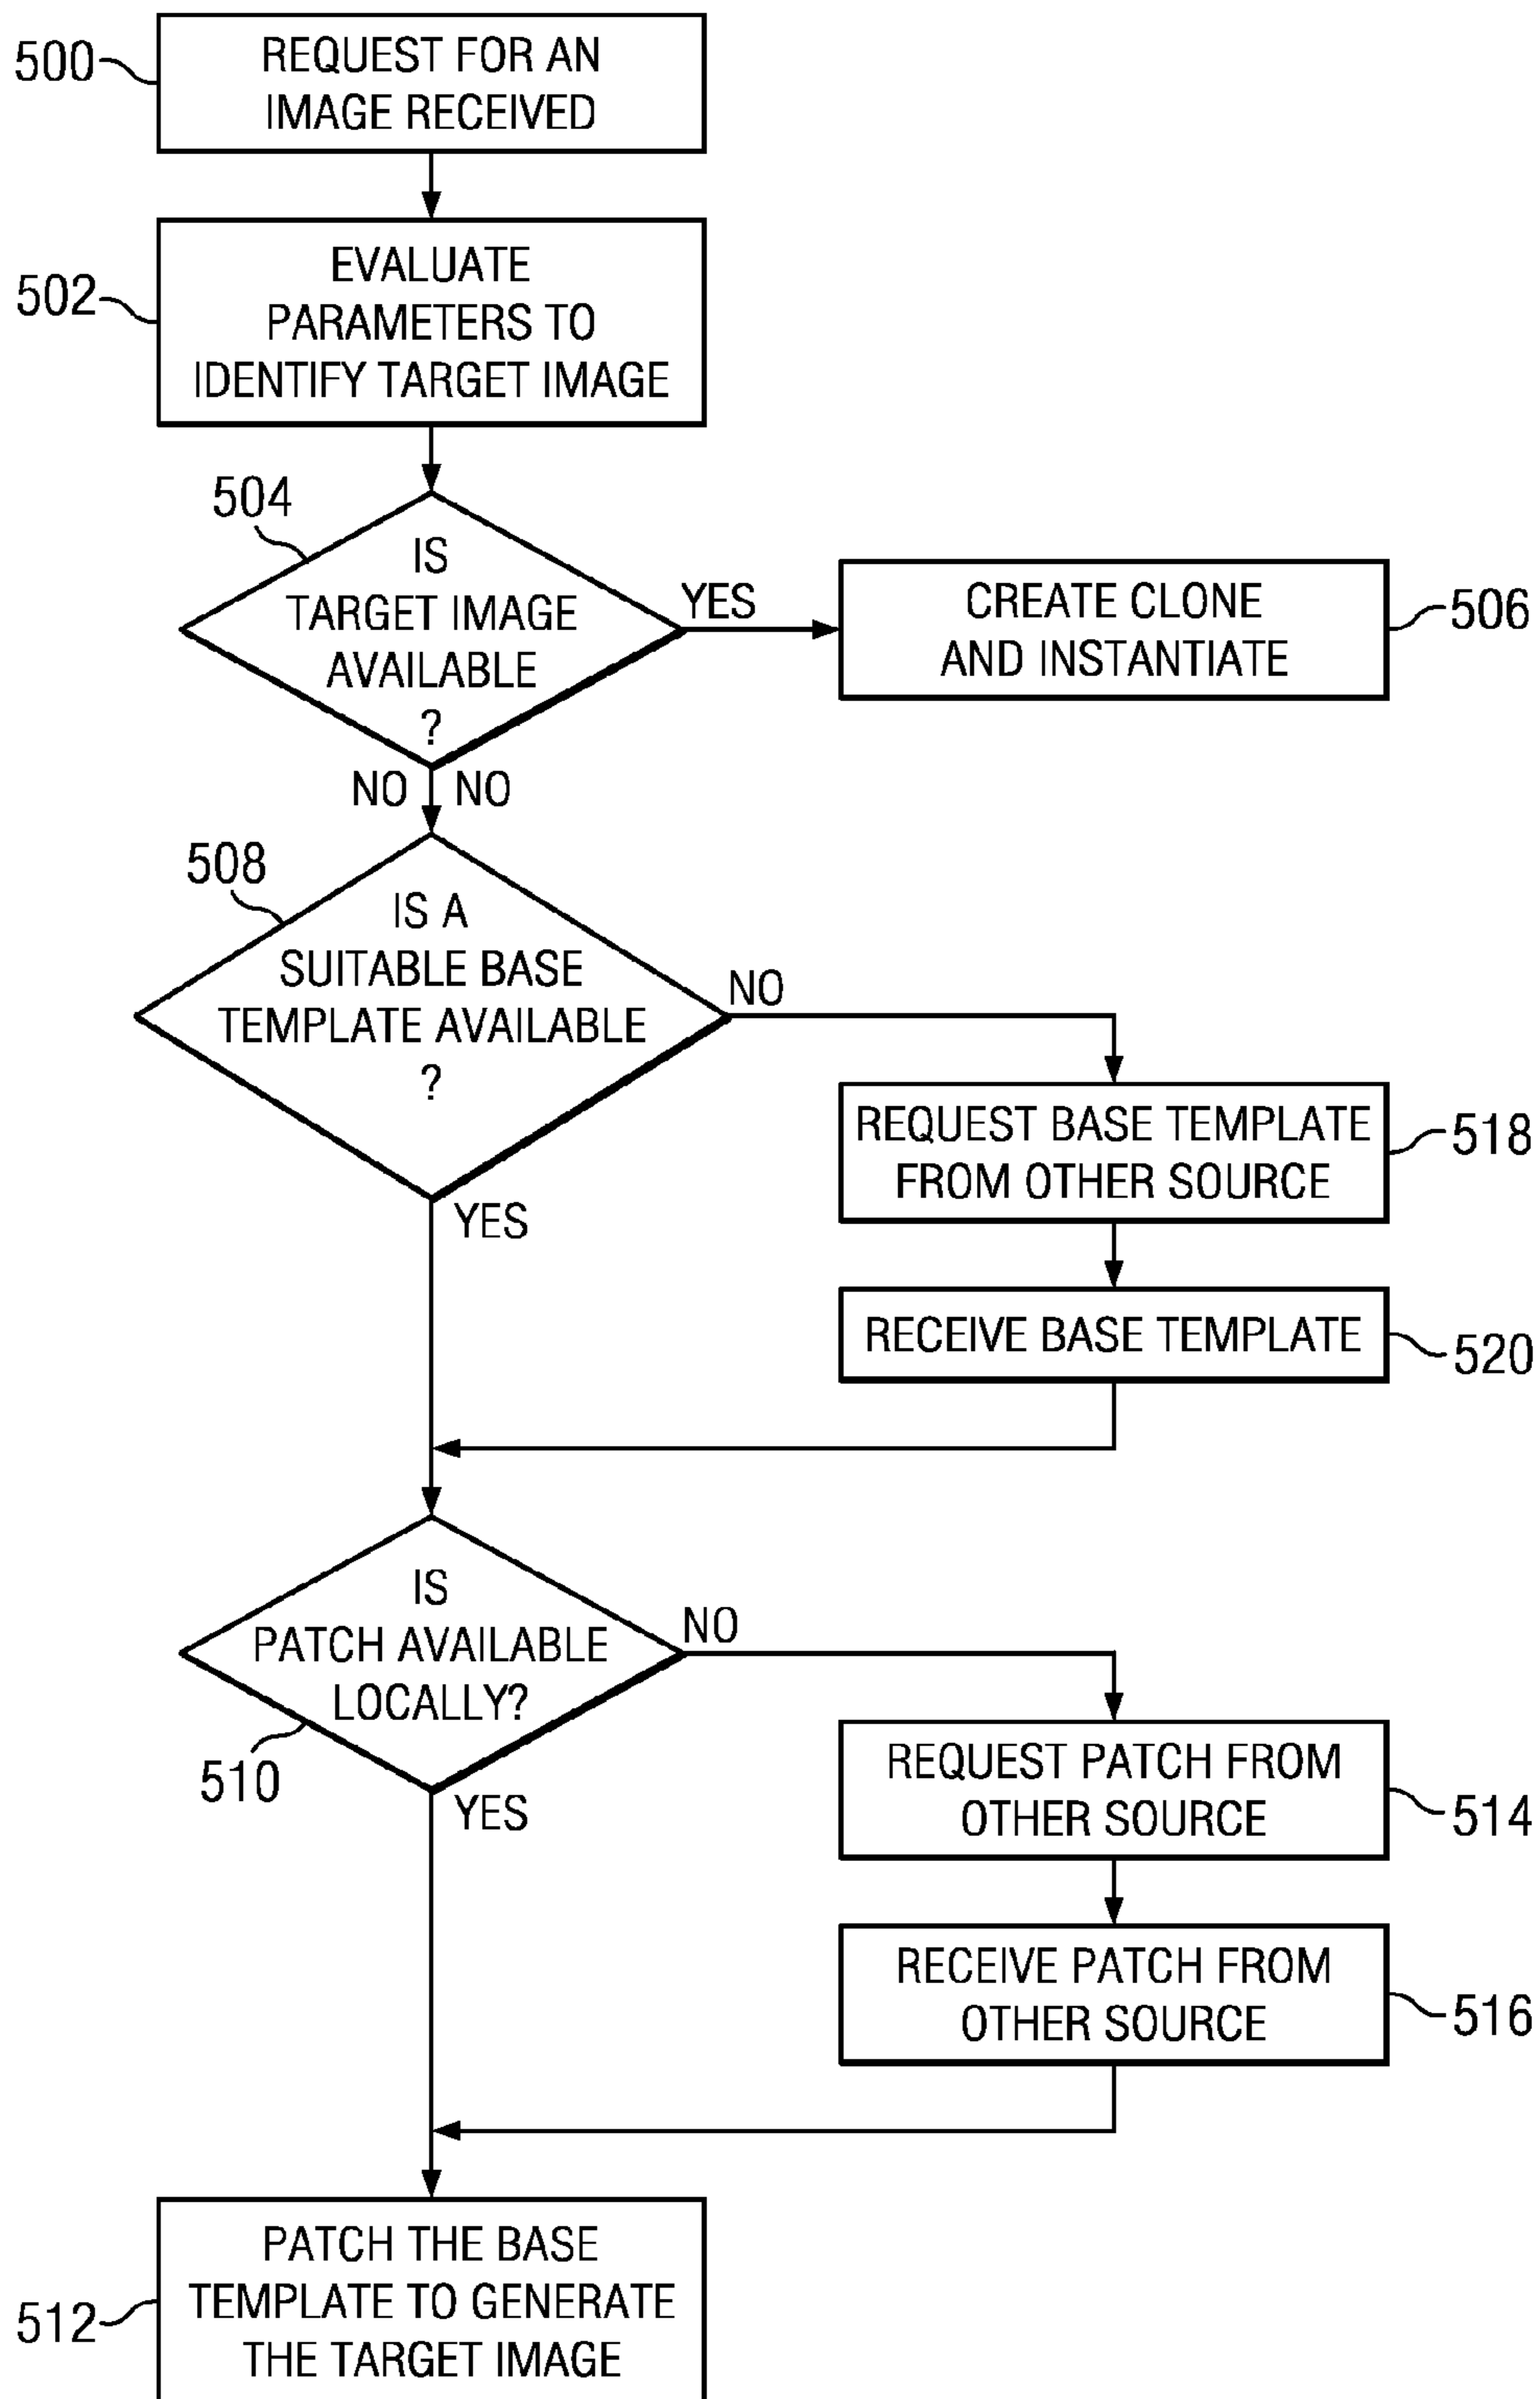 500
REQUEST FOR AN
IMAGE RECEIVED
502
EVALUATE
PARAMETERS TO
IDENTIFY TARGET IMAGE
504
IS
TARGET IMAGE
AVAILABLE
?
YES
CREATE CLONE
AND INSTANTIATE
506
NO NO
508
IS A
SUITABLE BASE
TEMPLATE AVAILABLE
?
NO
REQUEST BASE TEMPLATE
FROM OTHER SOURCE
518
YES
RECEIVE BASE TEMPLATE
520
IS
PATCH AVAILABLE
LOCALLY?
NO
510
YES
REQUEST PATCH FROM
OTHER SOURCE
514
RECEIVE PATCH FROM
OTHER SOURCE
516
512
PATCH THE BASE
TEMPLATE TO GENERATE
THE TARGET IMAGE